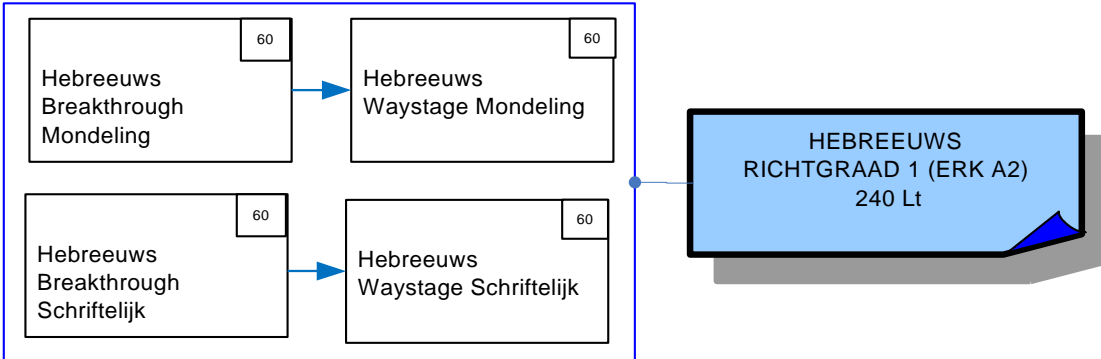 60
Hebreeuws
Breakthrough
Mondeling
60
Hebreeuws
Waystage Mondeling
60
Hebreeuws
Breakthrough
Schriftelijk
60
Hebreeuws
Waystage Schriftelijk
HEBREEUWS
RICHTGRAAD 1 (ERK A2)
240 Lt